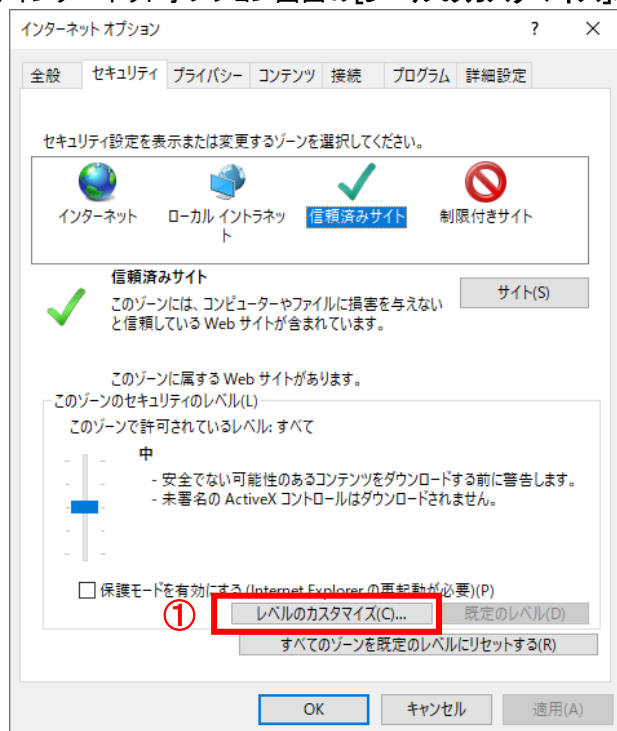 インターネット オプション
? ×
全般 セキュリティ プライバシー コンテンツ 接続 プログラム 詳細設定
セキュリティ設定を表示または変更するゾーンを選択してください。
インターネット ローカル イントラネッ 信頼済みサイト 制限付きサイト
ト
信頼済みサイト
サイト(S)
このゾーンには、コンピューターやファイルに損害を与えない
と信頼している Web サイトが含まれています。
このゾーンに属する Web サイトがあります。
このゾーンのセキュリティのレベル(L)
このゾーンで許可されているレベル: すべて
中
- 安全でない可能性のあるコンテンツをダウンロードする前に警告します。
- 未署名の ActiveX コントロールはダウンロードされません。
保護モードを有効にする (Internet Explorer の再起動が必要)(P)
① レベルのカスタマイズ(C)... 既定のレベル(D)
すべてのゾーンを既定のレベルにリセットする(R)
OK キャンセル 適用(A)